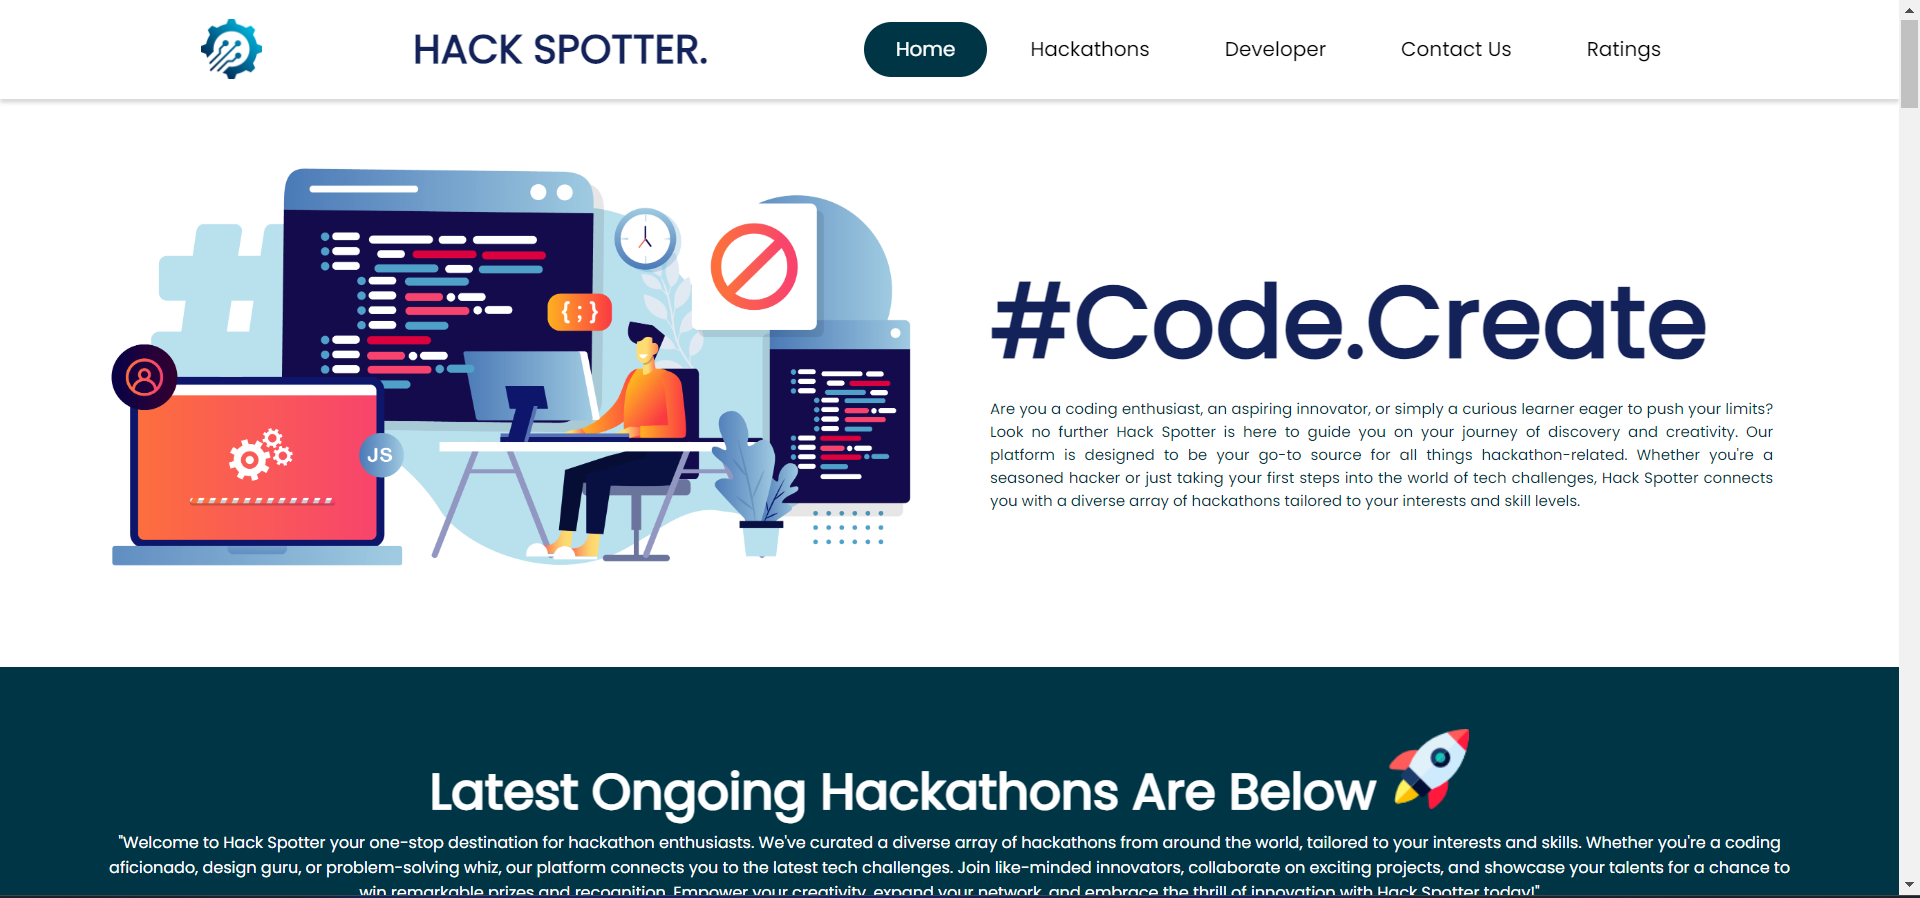 HACK SPOTTER.
Home
Hackathons
Developer
Contact Us
Ratings
{ ; }
JS
#Code.Create
Are you a coding enthusiast, an aspiring innovator, or simply a curious learner eager to push your limits?
Look no further Hack Spotter is here to guide you on your journey of discovery and creativity. Our
platform is designed to be your go-to source for all things hackathon-related. Whether you're a
seasoned hacker or just taking your first steps into the world of tech challenges, Hack Spotter connects
you with a diverse array of hackathons tailored to your interests and skill levels.
Latest Ongoing Hackathons Are Below
"Welcome to Hack Spotter your one-stop destination for hackathon enthusiasts. We've curated a diverse array of hackathons from around the world, tailored to your interests and skills. Whether you're a coding
aficionado, design guru, or problem-solving whiz, our platform connects you to the latest tech challenges. Join like-minded innovators, collaborate on exciting projects, and showcase your talents for a chance to
win remarkable prizes and recognition. Empower your creativity, expand your network, and embrace the thrill of innovation with Hack Spotter today!"